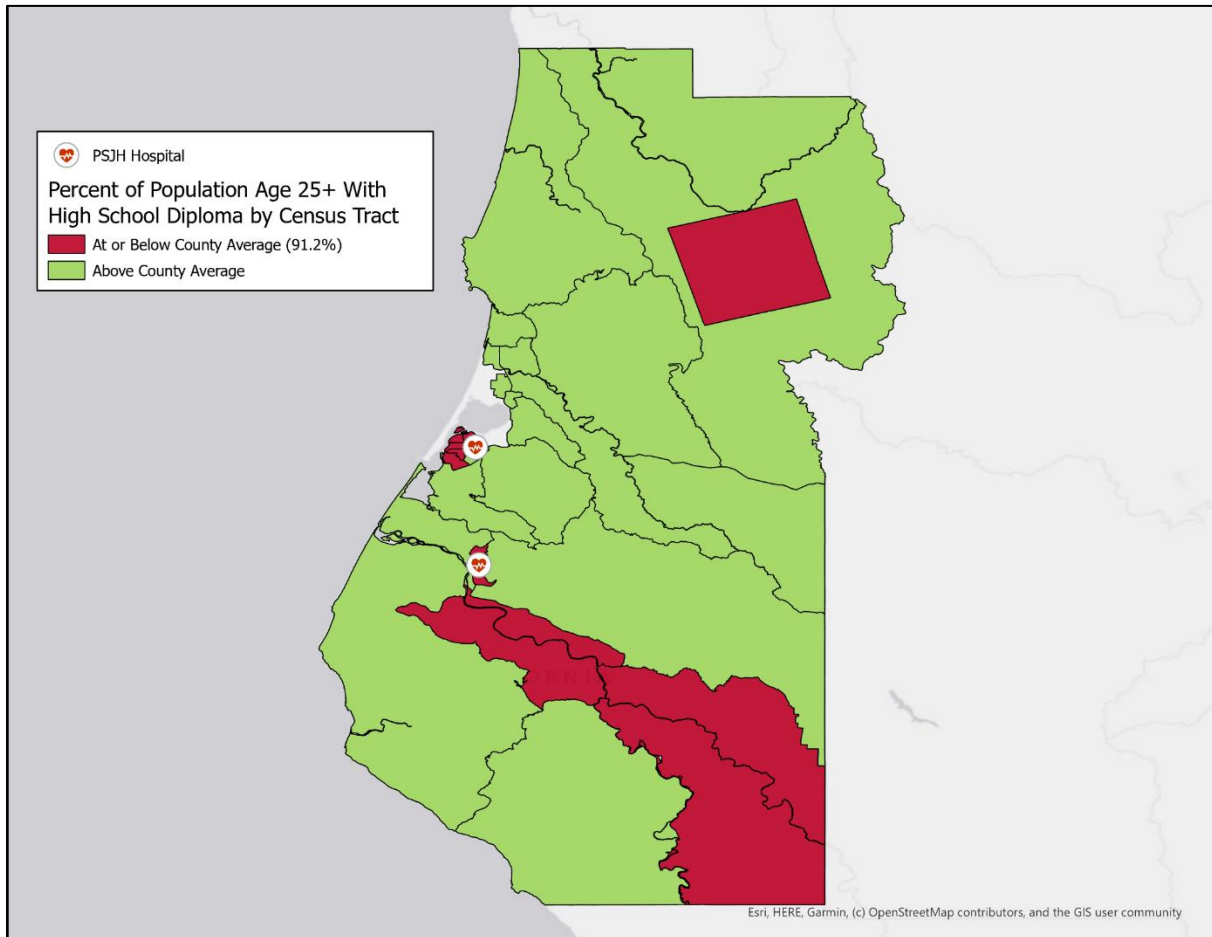 PSJH Hospital
Percent of Population Age 25+ With
High School Diploma by Census Tract
At or Below County Average (91.2%)
Above County Average
Esri, HERE, Garmin, (c) OpenStreetMap contributors, and the GIS user community